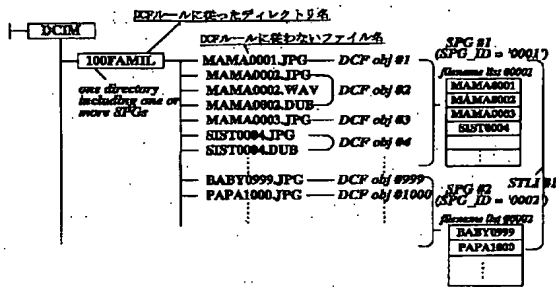 DCFルールに従ったディレクトリ名
DCIM
DCFルールに従わないファイル名
100FAMIL
one directory
including one or
more SPGs
MAMA0001.JPG
DCF obj #1
MAMA0002.JPG
MAMA0002.WAV
DCF obj #2
MAMA0002.DUB
MAMA0003.JPG
DCF obj #3
SIST0004.JPG
DCF obj #4
SIST0004.DUB
BABY0999.JPG
DCF obj #999
PAPA1000.JPG
DCF obj #1000
SPG #1
(SPG_ID = '0001')
filename list #0001
MAMA0001
MAMA0002
MAMA0003
SIST0004
SPG #2
STLI #1
(SPG_ID = '0002')
filename list #0002
BABY0999
PAPA1000